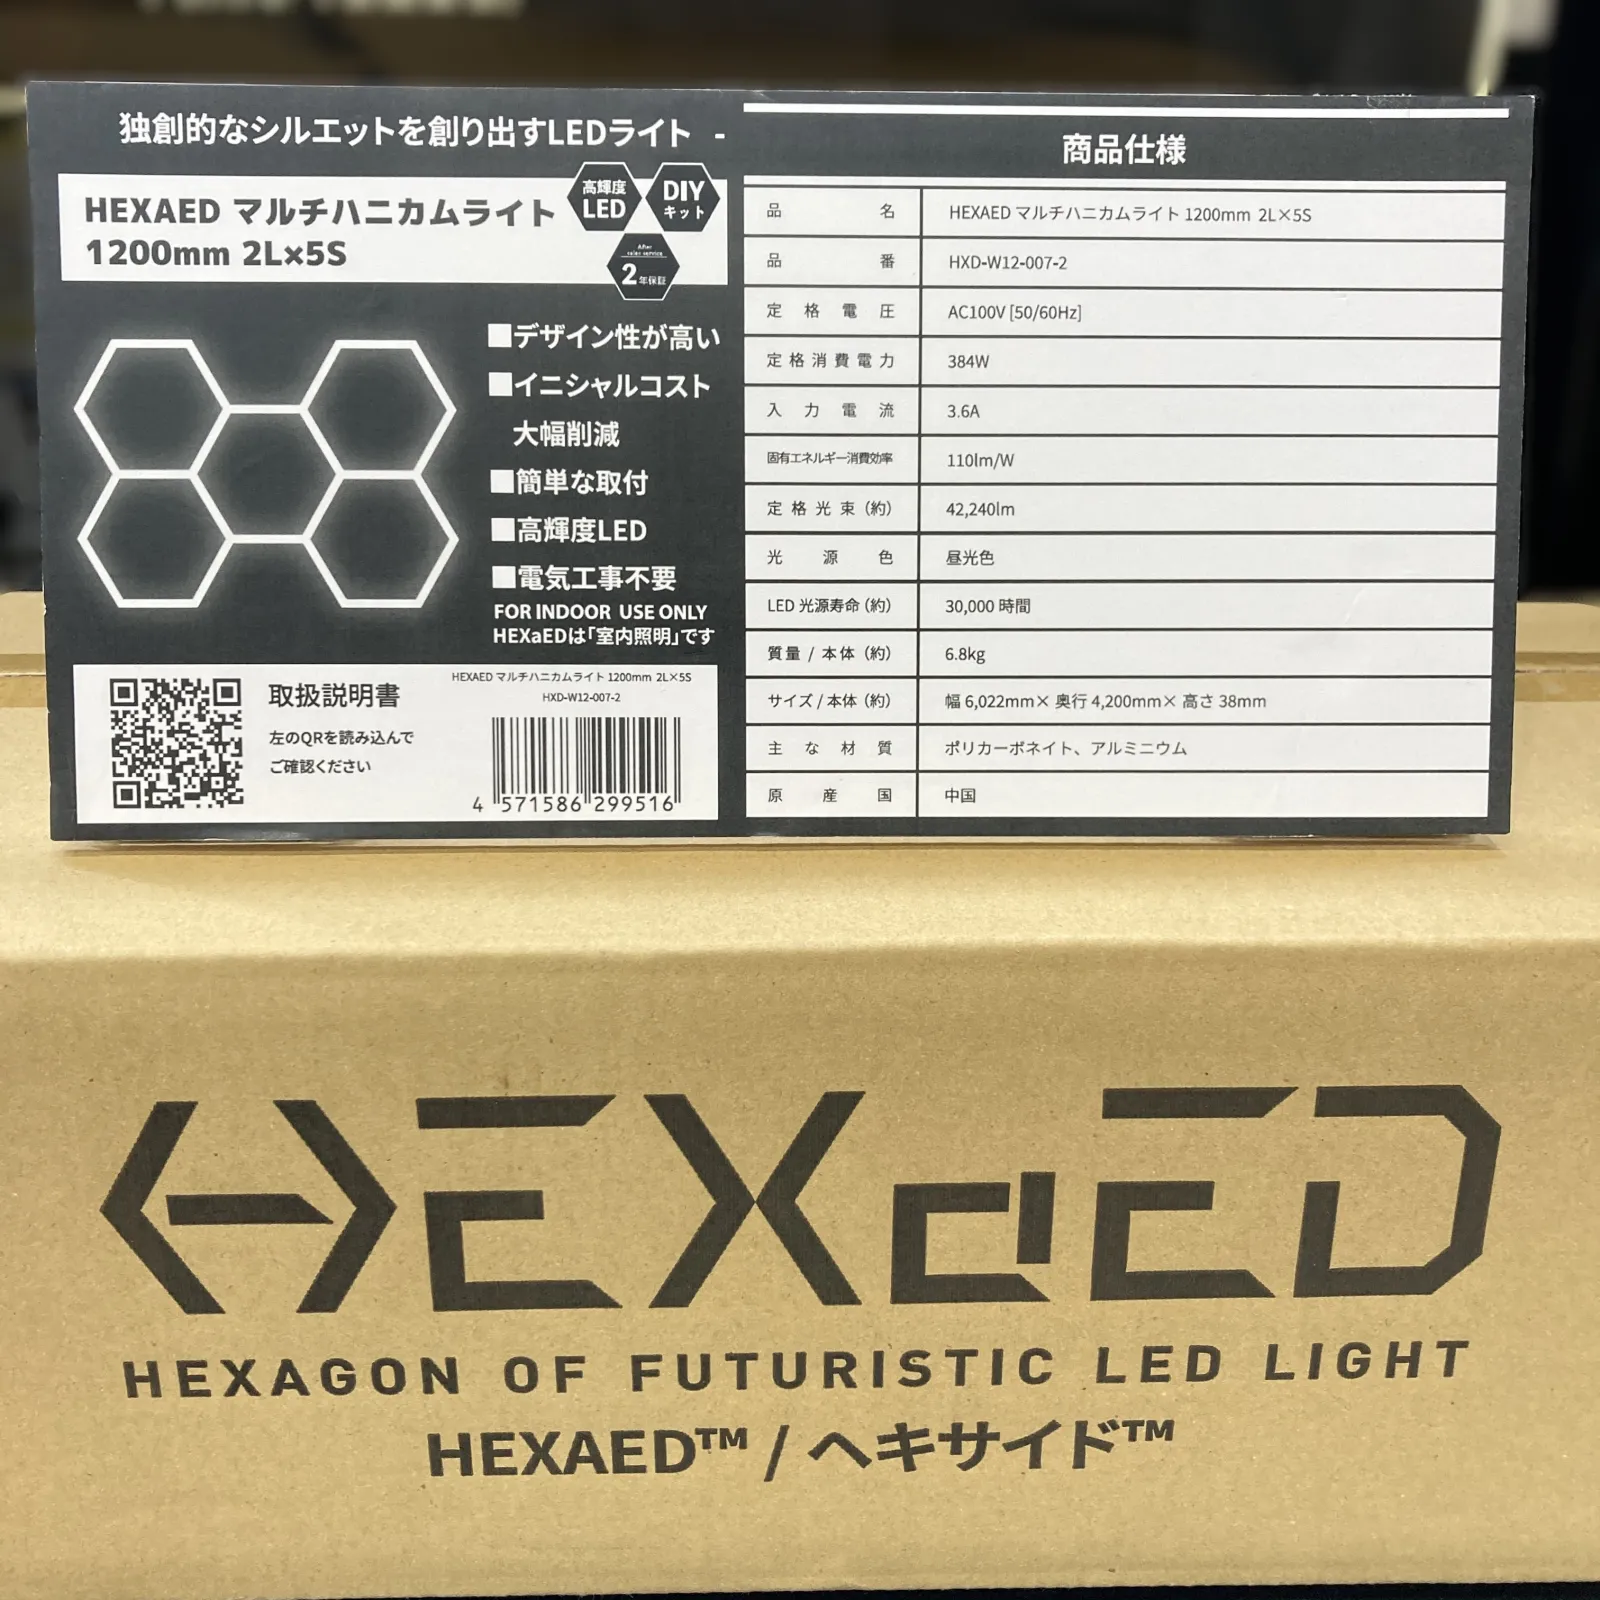 独創的なシルエットを創り出すLEDライト -
HEXAED マルチハニカムライト
1200mm 2L×5S
高輝度
LED
DIY
キット
After
sales service
2年保証
■デザイン性が高い
■イニシャルコスト
大幅削減
■簡単な取付
■高輝度LED
■電気工事不要
FOR INDOOR USE ONLY
HEXaEDは「室内照明」です
取扱説明書
左のQRを読み込んで
ご確認ください
HEXAED マルチハニカムライト 1200mm 2L×5S
HXD-W12-007-2
4 571586 299516
商品仕様
品名 HEXAED マルチハニカムライト 1200mm 2L×5S
品番 HXD-W12-007-2
定格電圧 AC100V [50/60Hz]
定格消費電力 384W
入力電流 3.6A
固有エネルギー消費効率 110lm/W
定格光束（約） 42,240lm
光源色 昼光色
LED 光源寿命（約） 30,000 時間
質量 / 本体（約） 6.8kg
サイズ / 本体（約） 幅 6,022mm× 奥行 4,200mm× 高さ 38mm
主な材質 ポリカーボネイト、アルミニウム
原産国 中国
HEXaED
HEXAGON OF FUTURISTIC LED LIGHT
HEXAED™ / ヘキサイド™